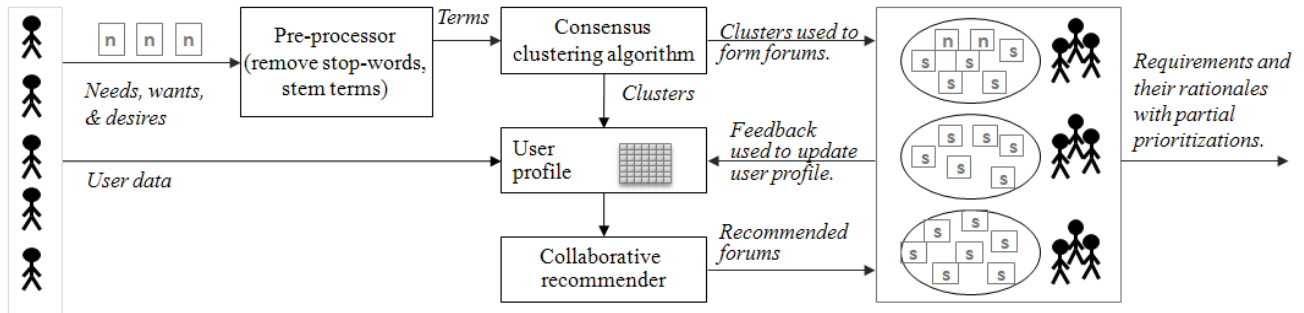 n n n
Needs, wants,
& desires
User data
Pre-processor
(remove stop-words,
stem terms)
Terms
Consensus
clustering algorithm
Clusters
User
profile
Collaborative
recommender
Clusters used to
form forums.
Feedback
used to update
user profile.
Recommended
forums
n n s
s s s
s s
s s s
s s
s
s
s s
s s
s s
Requirements and
their rationales
with partial
prioritizations.